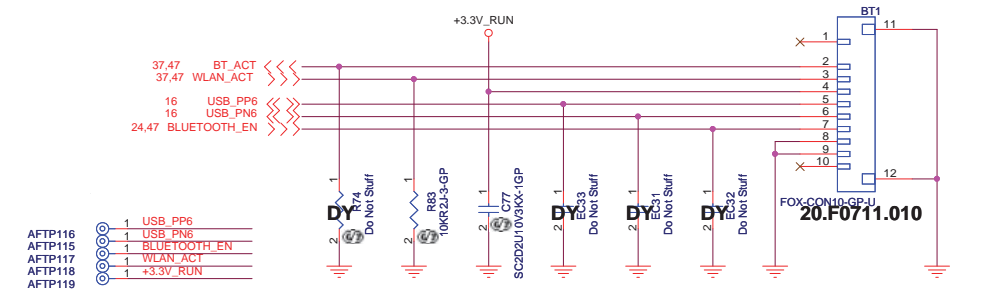 +3.3V_RUN
BT1
11
1
37,47 BT_ACT 2
37,47 WLAN_ACT 3
4
16 USB_PP6 5
16 USB_PN6 6
24,47 BLUETOOTH_EN 7
8
9
10
12
1 2 R74 Do Not Stuff DY
1 2 R83 10KR2J-3-GP
1 2 C77 SC2D2U10V3KX-1GP
1 2 EC33 Do Not Stuff DY
1 2 EC31 Do Not Stuff DY
1 2 EC32 Do Not Stuff DY
FOX-CON10-GP-U
20.F0711.010
AFTP116 1 USB_PP6
AFTP115 1 USB_PN6
AFTP117 1 BLUETOOTH_EN
AFTP118 1 WLAN_ACT
AFTP119 1 +3.3V_RUN